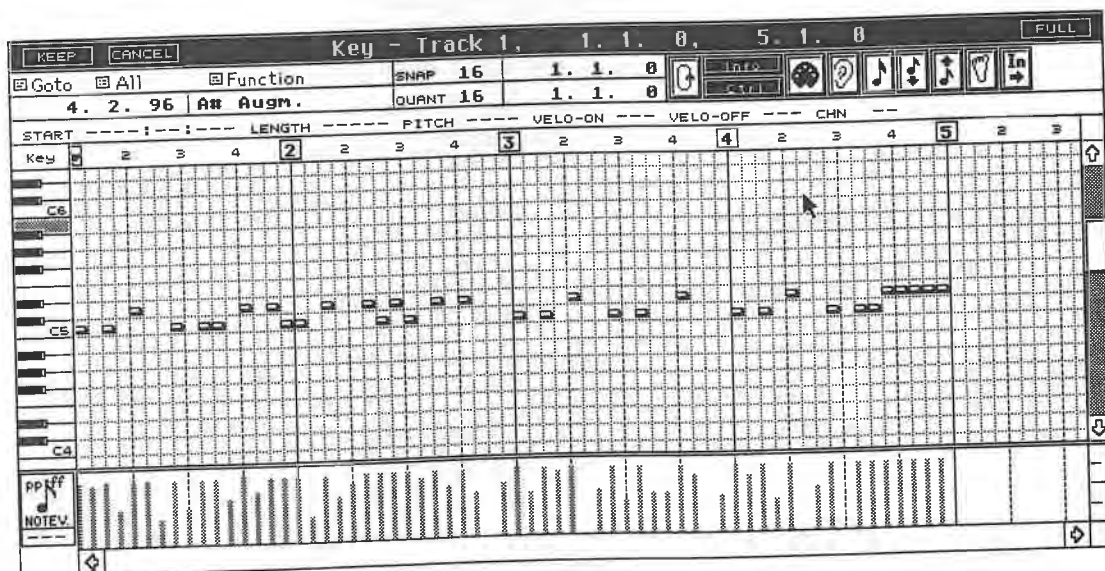 KEEP CANCEL Key - Track 1, 1. 1. 0, 5. 1. 0 FULL
Goto All Function SNAP 16 1. 1. 0 Info In
4. 2. 96 A# Augm. QUANT 16 1. 1. 0
START ----:--:--- LENGTH ----- PITCH ---- VELO-ON --- VELO-OFF --- CHN --
Key 2 3 4 2 2 3 4 3 2 3 4 4 2 3 4 5 2 3
C6
C5
C4
pp ff
NOTEV.
---